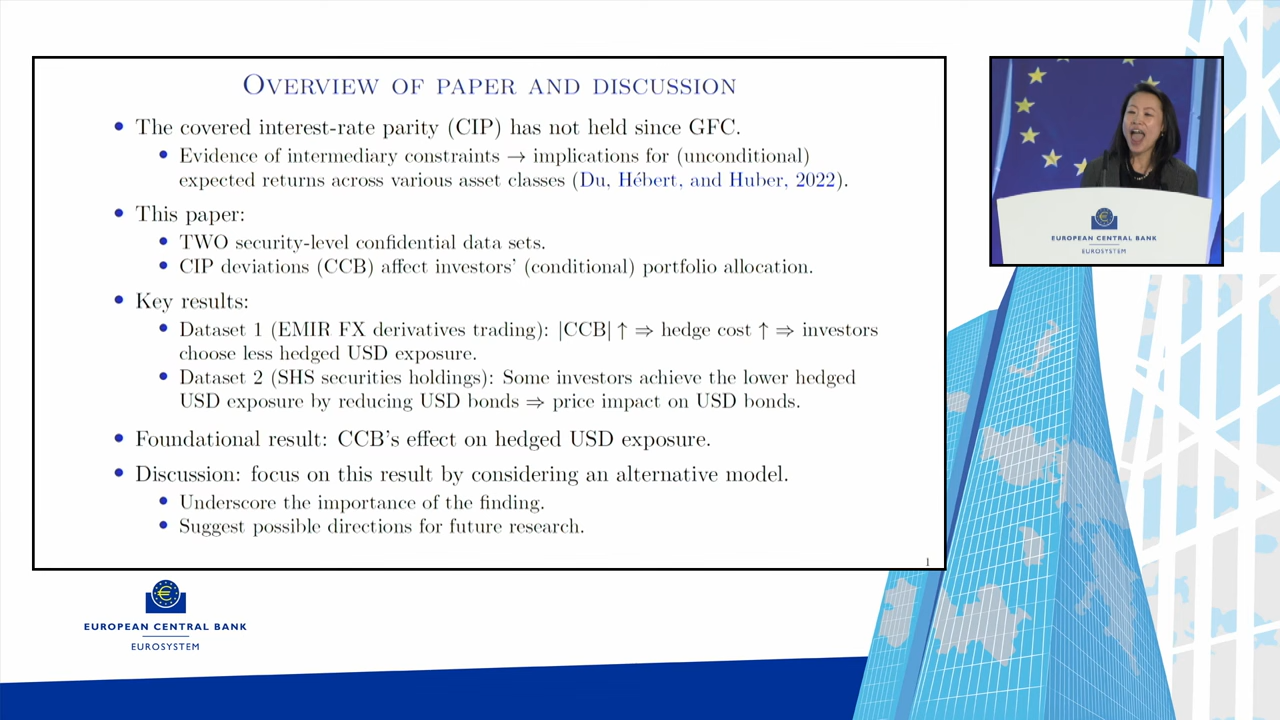 OVERVIEW OF PAPER AND DISCUSSION
• The covered interest-rate parity (CIP) has not held since GFC.
• Evidence of intermediary constraints → implications for (unconditional)
expected returns across various asset classes (Du, Hébert, and Huber, 2022).
• This paper:
• TWO security-level confidential data sets.
• CIP deviations (CCB) affect investors' (conditional) portfolio allocation.
• Key results:
• Dataset 1 (EMIR FX derivatives trading): |CCB| ↑ ⇒ hedge cost ↑ ⇒ investors
choose less hedged USD exposure.
• Dataset 2 (SHS securities holdings): Some investors achieve the lower hedged
USD exposure by reducing USD bonds ⇒ price impact on USD bonds.
• Foundational result: CCB's effect on hedged USD exposure.
• Discussion: focus on this result by considering an alternative model.
• Underscore the importance of the finding.
• Suggest possible directions for future research.
1
EUROPEAN CENTRAL BANK
EUROSYSTEM
EUROPEAN CENTRAL BANK
EUROSYSTEM